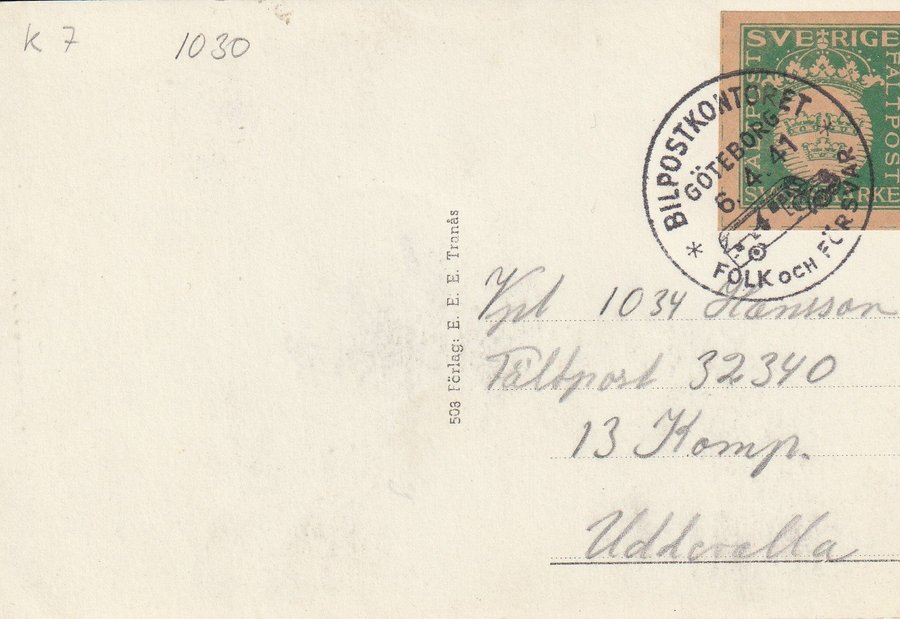 K 7 1030
SVERIGE
FÄLTPOST
BILPOSTKONTORET
GÖTEBORG
6.4.41
FOLK OCH FÖRSVAR
503 Förlag: E. E. E. Tranås
Vpl 1034 Hansson
Fältpost 32340
13 Komp.
Uddevalla